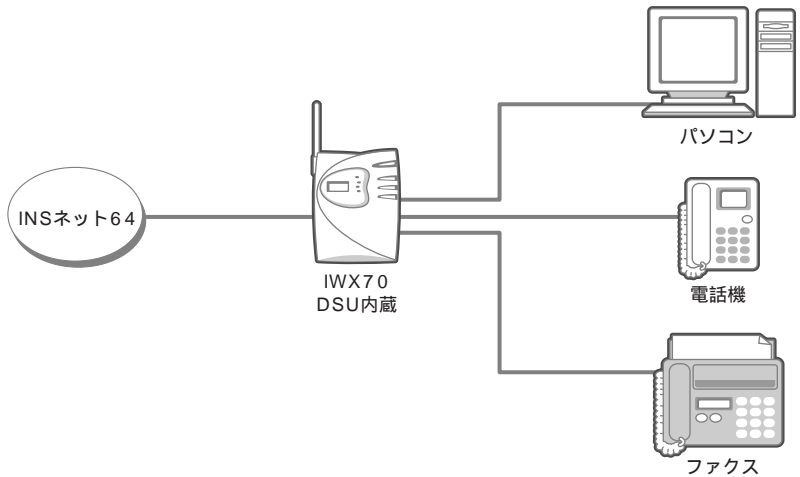 パソコン
INSネット64
IWX70
DSU内蔵
電話機
ファクス